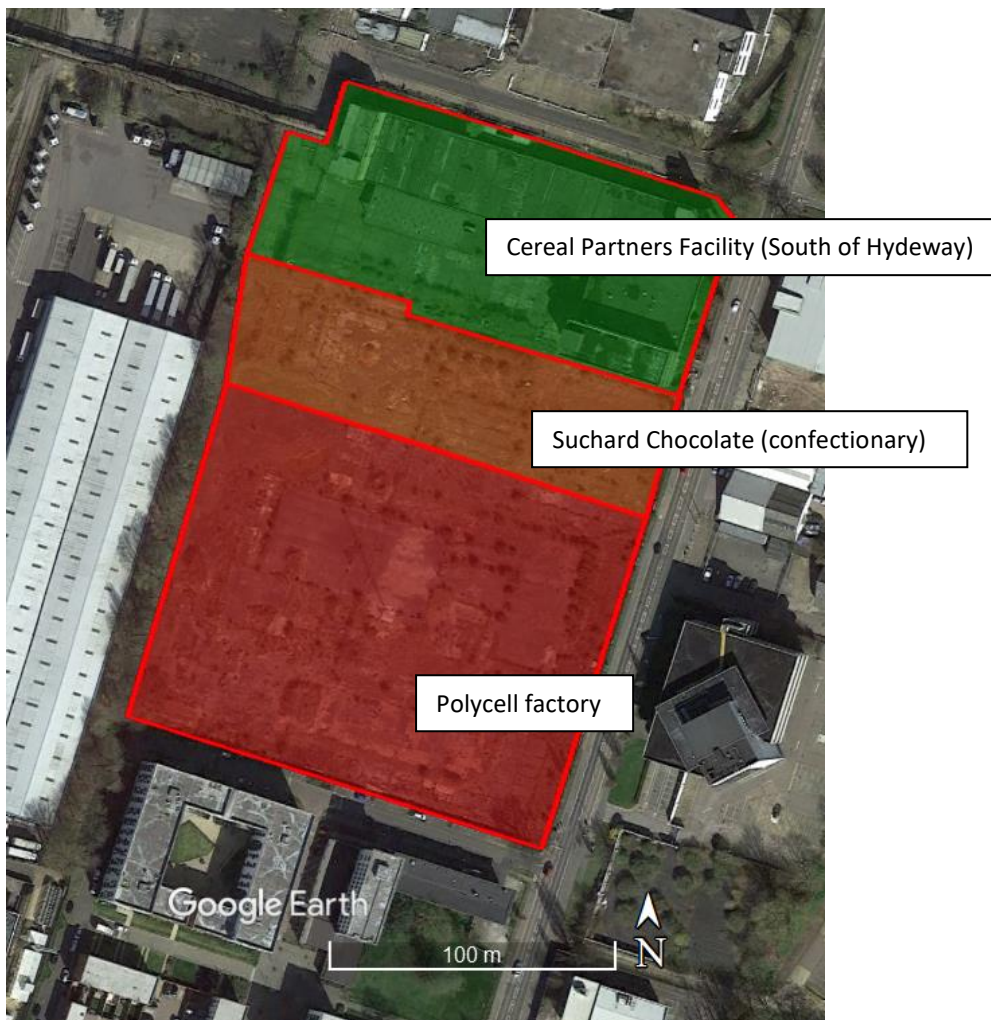 Cereal Partners Facility (South of Hydeway)
Suchard Chocolate (confectionary)
Polycell factory
Google Earth
100 m
N